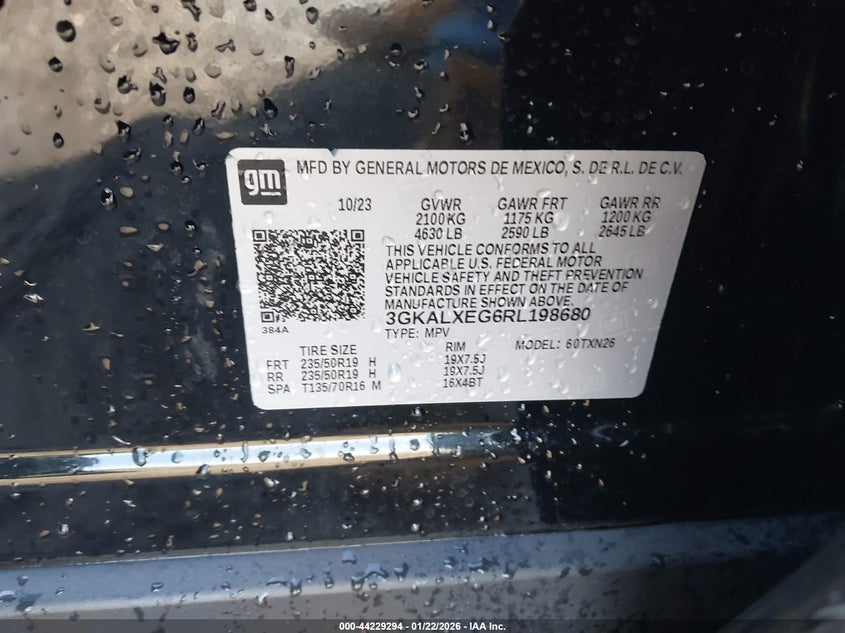 gm
MFD BY GENERAL MOTORS DE MEXICO, S. DE R.L. DE C.V.
10/23 GVWR GAWR FRT GAWR RR
2100 KG 1175 KG 1200 KG
4630 LB 2590 LB 2645 LB
THIS VEHICLE CONFORMS TO ALL
APPLICABLE U.S. FEDERAL MOTOR
VEHICLE SAFETY AND THEFT PREVENTION
STANDARDS IN EFFECT ON THE DATE OF
MANUFACTURE SHOWN ABOVE.
3GKALXEG6RL198680
384A
TYPE: MPV
TIRE SIZE RIM MODEL: 60TXN26
FRT 235/50R19 H 19X7.5J
RR 235/50R19 H 19X7.5J
SPA T135/70R16 M 16X4BT
000-44229294 - 01/22/2026 - IAA Inc.